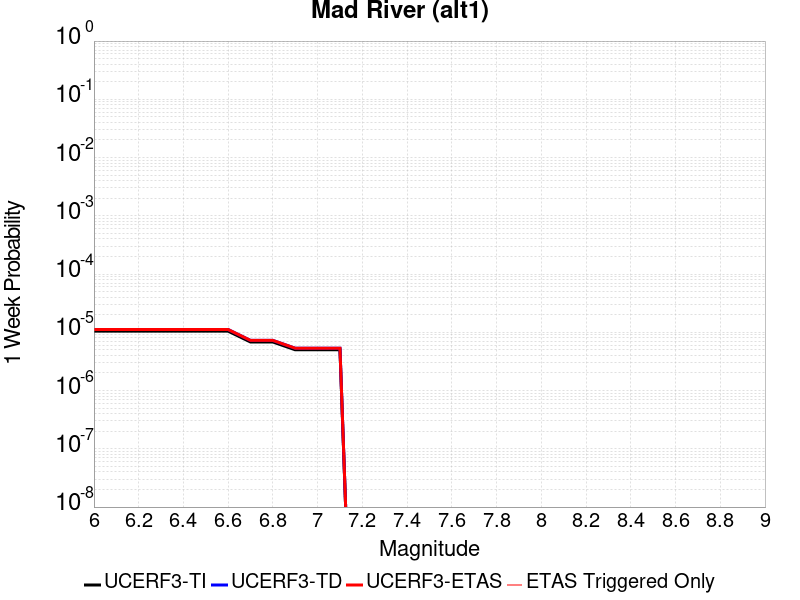 Mad River (alt1)
10^0
10^-1
10^-2
10^-3
10^-4
10^-5
10^-6
10^-7
10^-8
1 Week Probability
6 6.2 6.4 6.6 6.8 7 7.2 7.4 7.6 7.8 8 8.2 8.4 8.6 8.8 9
Magnitude
UCERF3-TI UCERF3-TD UCERF3-ETAS ETAS Triggered Only